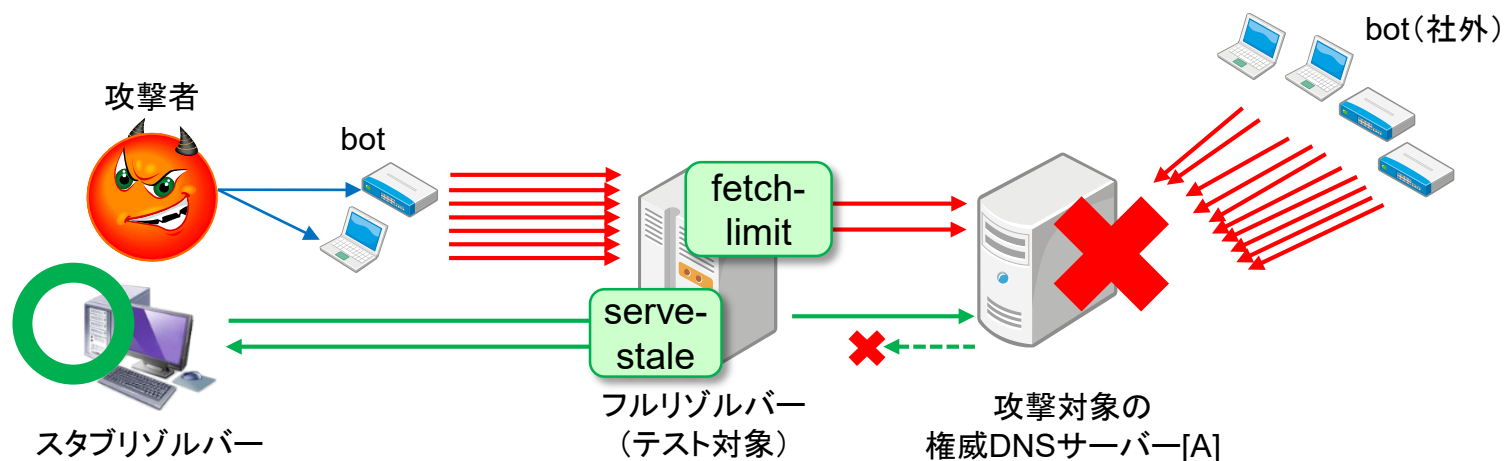 bot（社外）
攻撃者
bot
fetch-
limit
serve-
stale
スタブリゾルバー
フルリゾルバー
（テスト対象）
攻撃対象の
権威DNSサーバー[A]